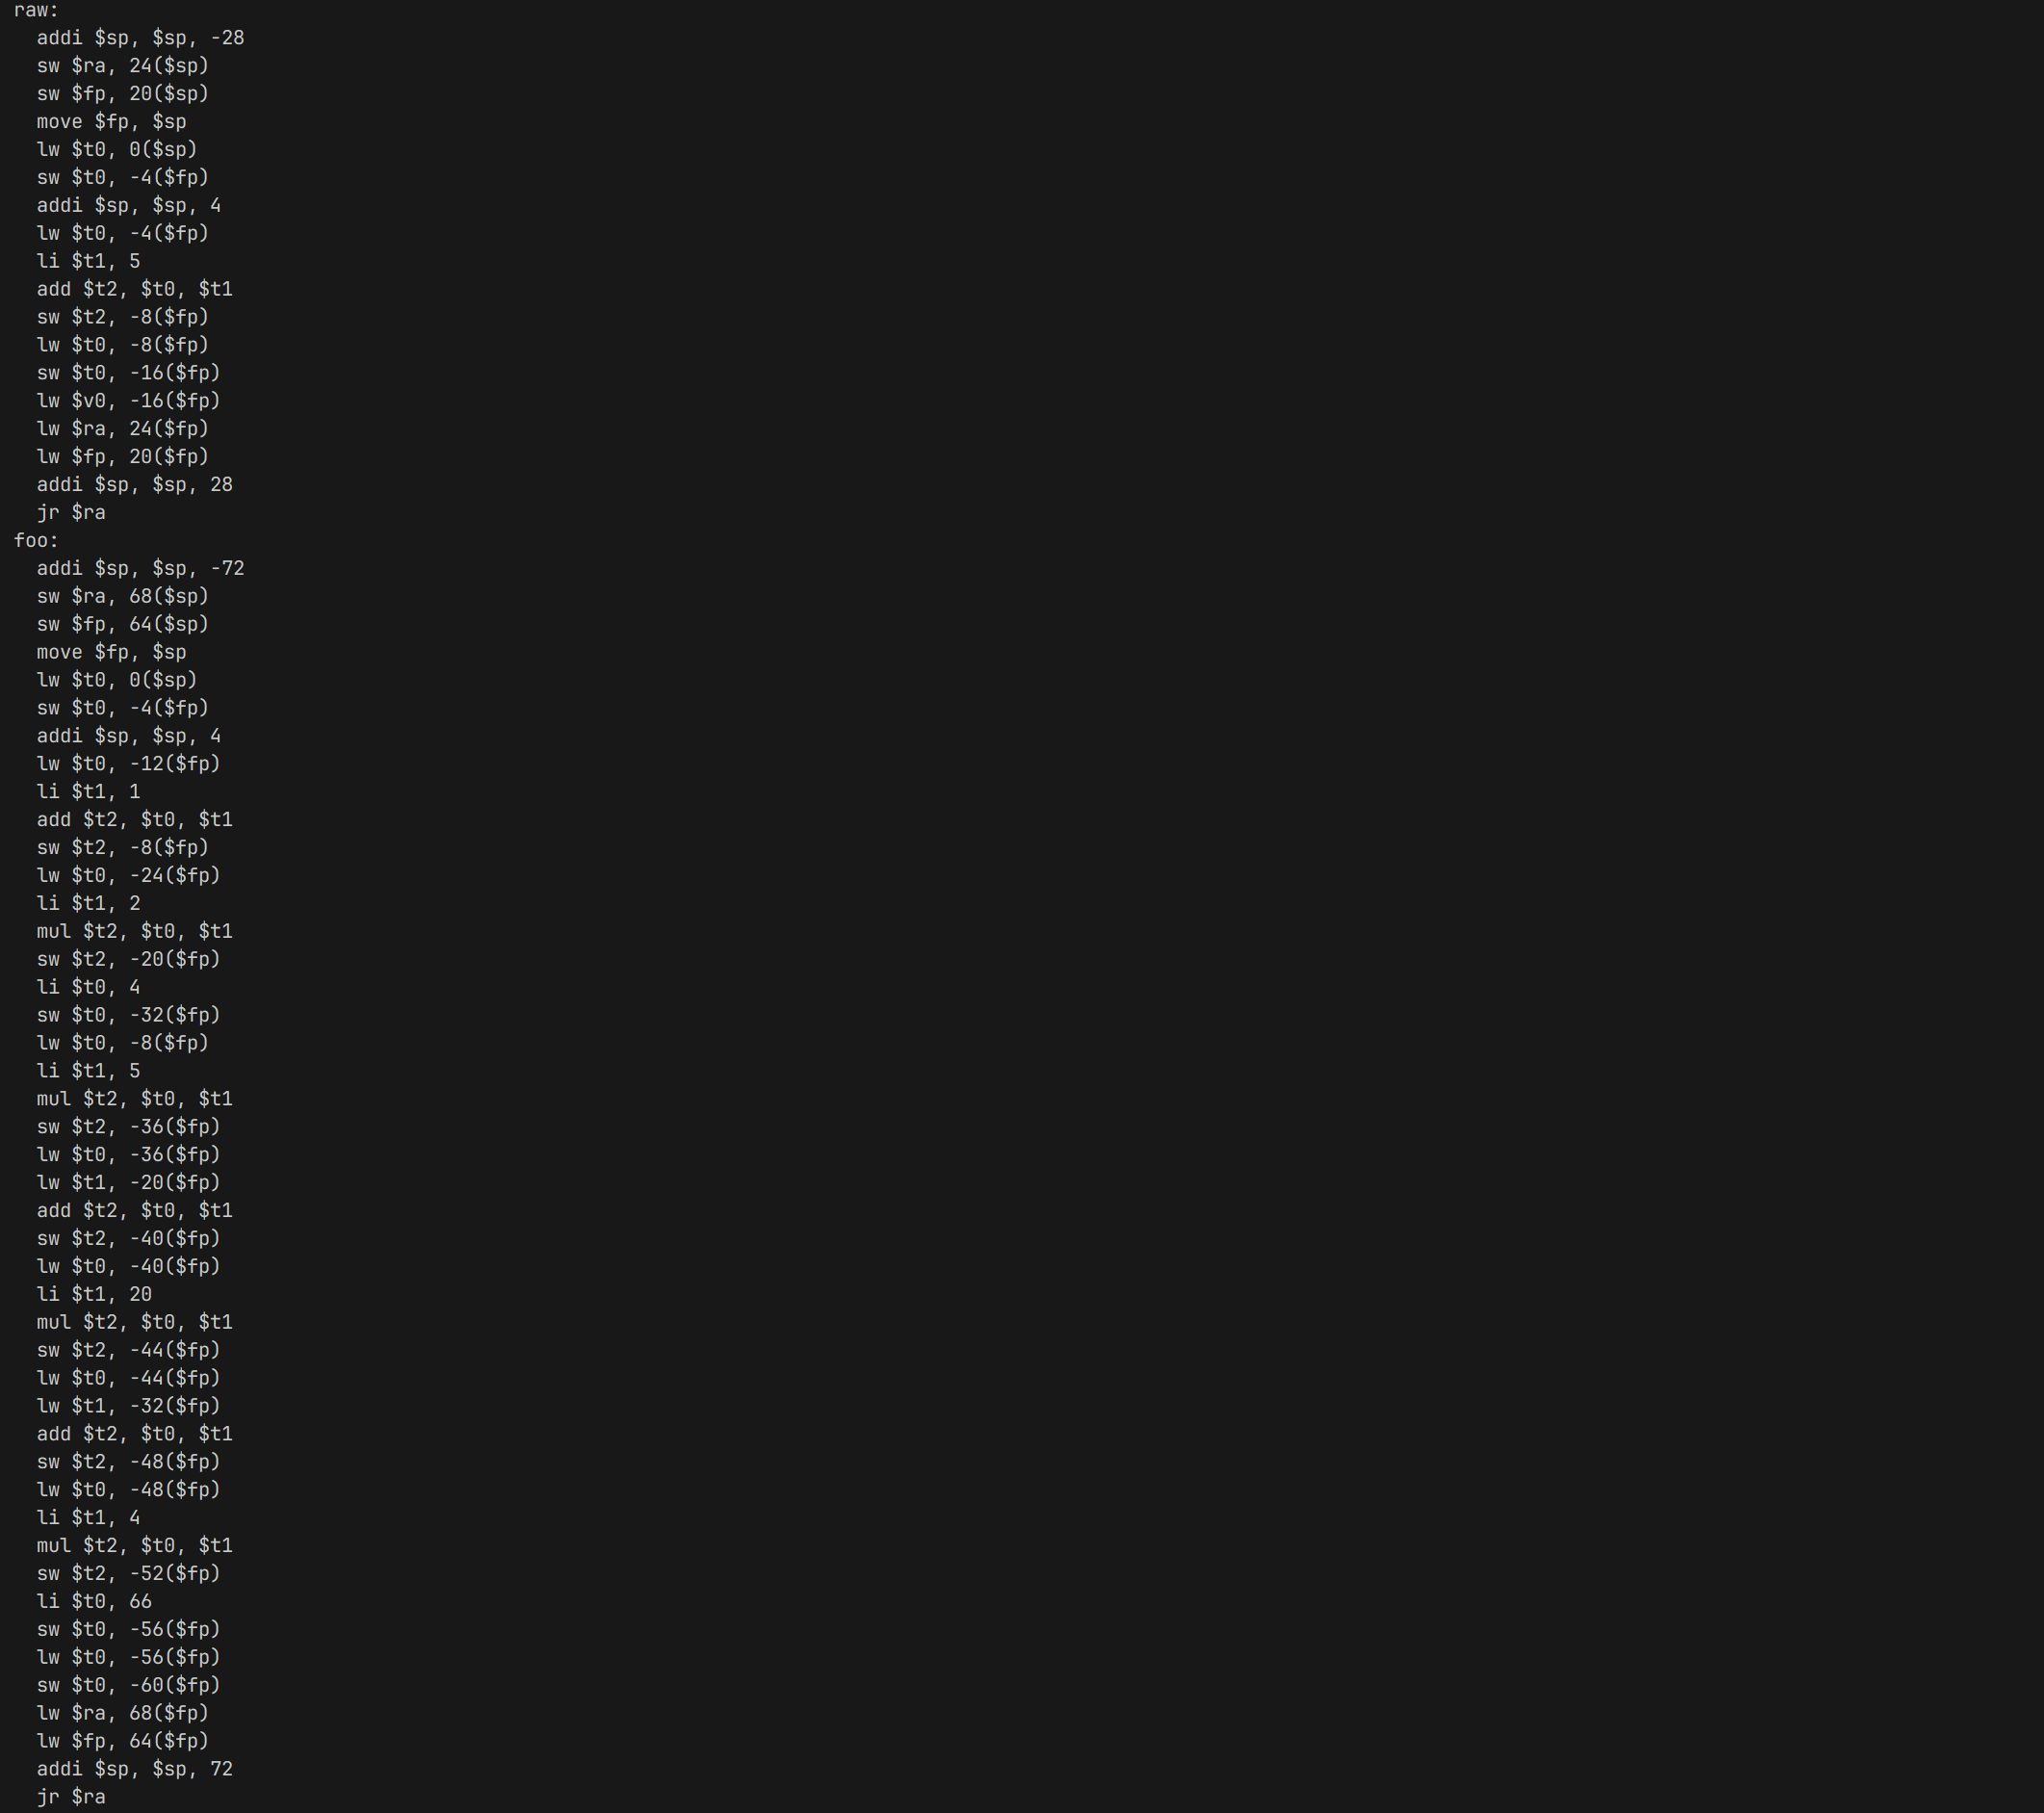 raw:
  addi $sp, $sp, -28
  sw $ra, 24($sp)
  sw $fp, 20($sp)
  move $fp, $sp
  lw $t0, 0($sp)
  sw $t0, -4($fp)
  addi $sp, $sp, 4
  lw $t0, -4($fp)
  li $t1, 5
  add $t2, $t0, $t1
  sw $t2, -8($fp)
  lw $t0, -8($fp)
  sw $t0, -16($fp)
  lw $v0, -16($fp)
  lw $ra, 24($fp)
  lw $fp, 20($fp)
  addi $sp, $sp, 28
  jr $ra
foo:
  addi $sp, $sp, -72
  sw $ra, 68($sp)
  sw $fp, 64($sp)
  move $fp, $sp
  lw $t0, 0($sp)
  sw $t0, -4($fp)
  addi $sp, $sp, 4
  lw $t0, -12($fp)
  li $t1, 1
  add $t2, $t0, $t1
  sw $t2, -8($fp)
  lw $t0, -24($fp)
  li $t1, 2
  mul $t2, $t0, $t1
  sw $t2, -20($fp)
  li $t0, 4
  sw $t0, -32($fp)
  lw $t0, -8($fp)
  li $t1, 5
  mul $t2, $t0, $t1
  sw $t2, -36($fp)
  lw $t0, -36($fp)
  lw $t1, -20($fp)
  add $t2, $t0, $t1
  sw $t2, -40($fp)
  lw $t0, -40($fp)
  li $t1, 20
  mul $t2, $t0, $t1
  sw $t2, -44($fp)
  lw $t0, -44($fp)
  lw $t1, -32($fp)
  add $t2, $t0, $t1
  sw $t2, -48($fp)
  lw $t0, -48($fp)
  li $t1, 4
  mul $t2, $t0, $t1
  sw $t2, -52($fp)
  li $t0, 66
  sw $t0, -56($fp)
  lw $t0, -56($fp)
  sw $t0, -60($fp)
  lw $ra, 68($fp)
  lw $fp, 64($fp)
  addi $sp, $sp, 72
  jr $ra